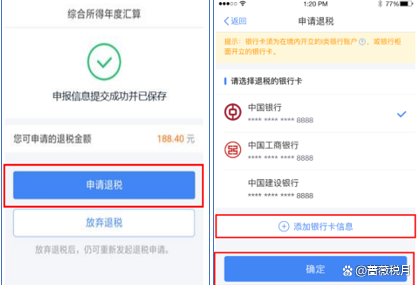 综合所得年度汇算
申报信息提交成功并已保存
您可申请的退税金额 188.40 元
申请退税
放弃退税
放弃退税后，仍可重新发起退税申请。
1:20 PM 77%
返回 申请退税
提示：银行卡须为在境内开立的I类银行账户，或银行柜面开立的银行卡。
请选择退税的银行卡
中国银行
**** **** **** 8888
中国工商银行
**** **** **** 8888
中国建设银行
**** **** **** 8888
添加银行卡信息
确定
@蔷薇税月